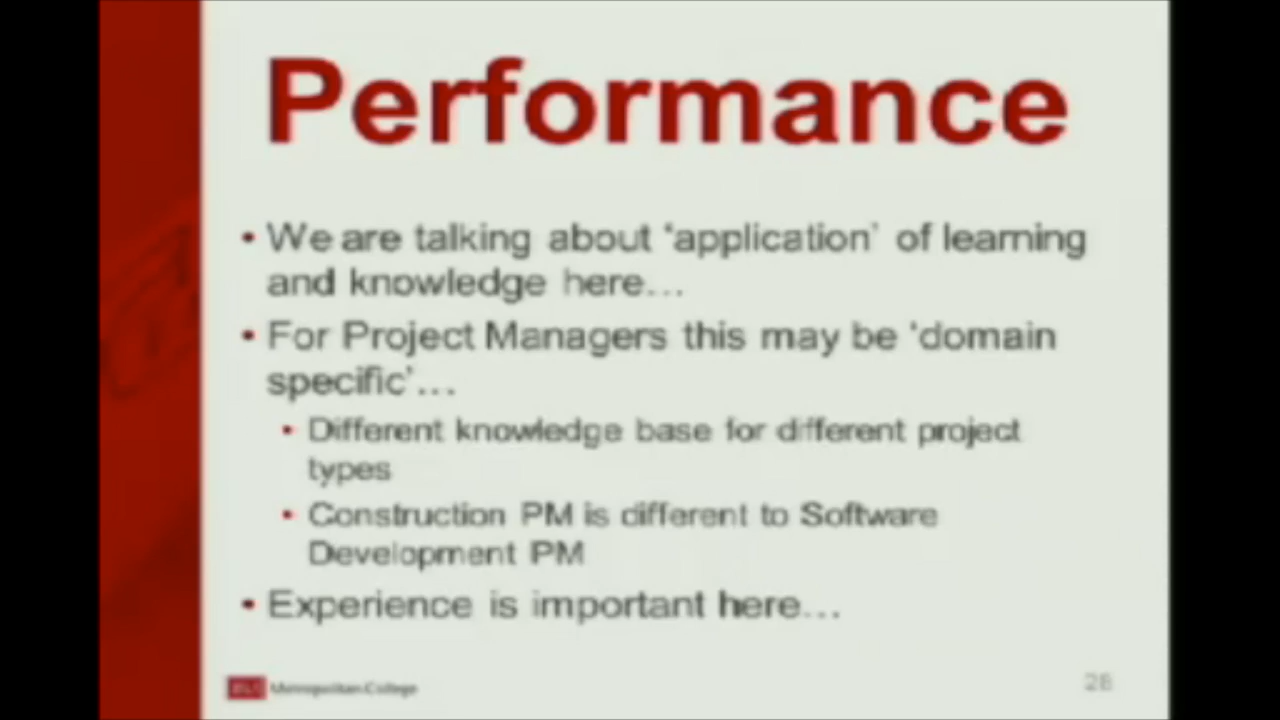 Performance
• We are talking about ‘application’ of learning
and knowledge here…
• For Project Managers this may be ‘domain
specific’…
• Different knowledge base for different project
types
• Construction PM is different to Software
Development PM
• Experience is important here…
Metropolitan College
28